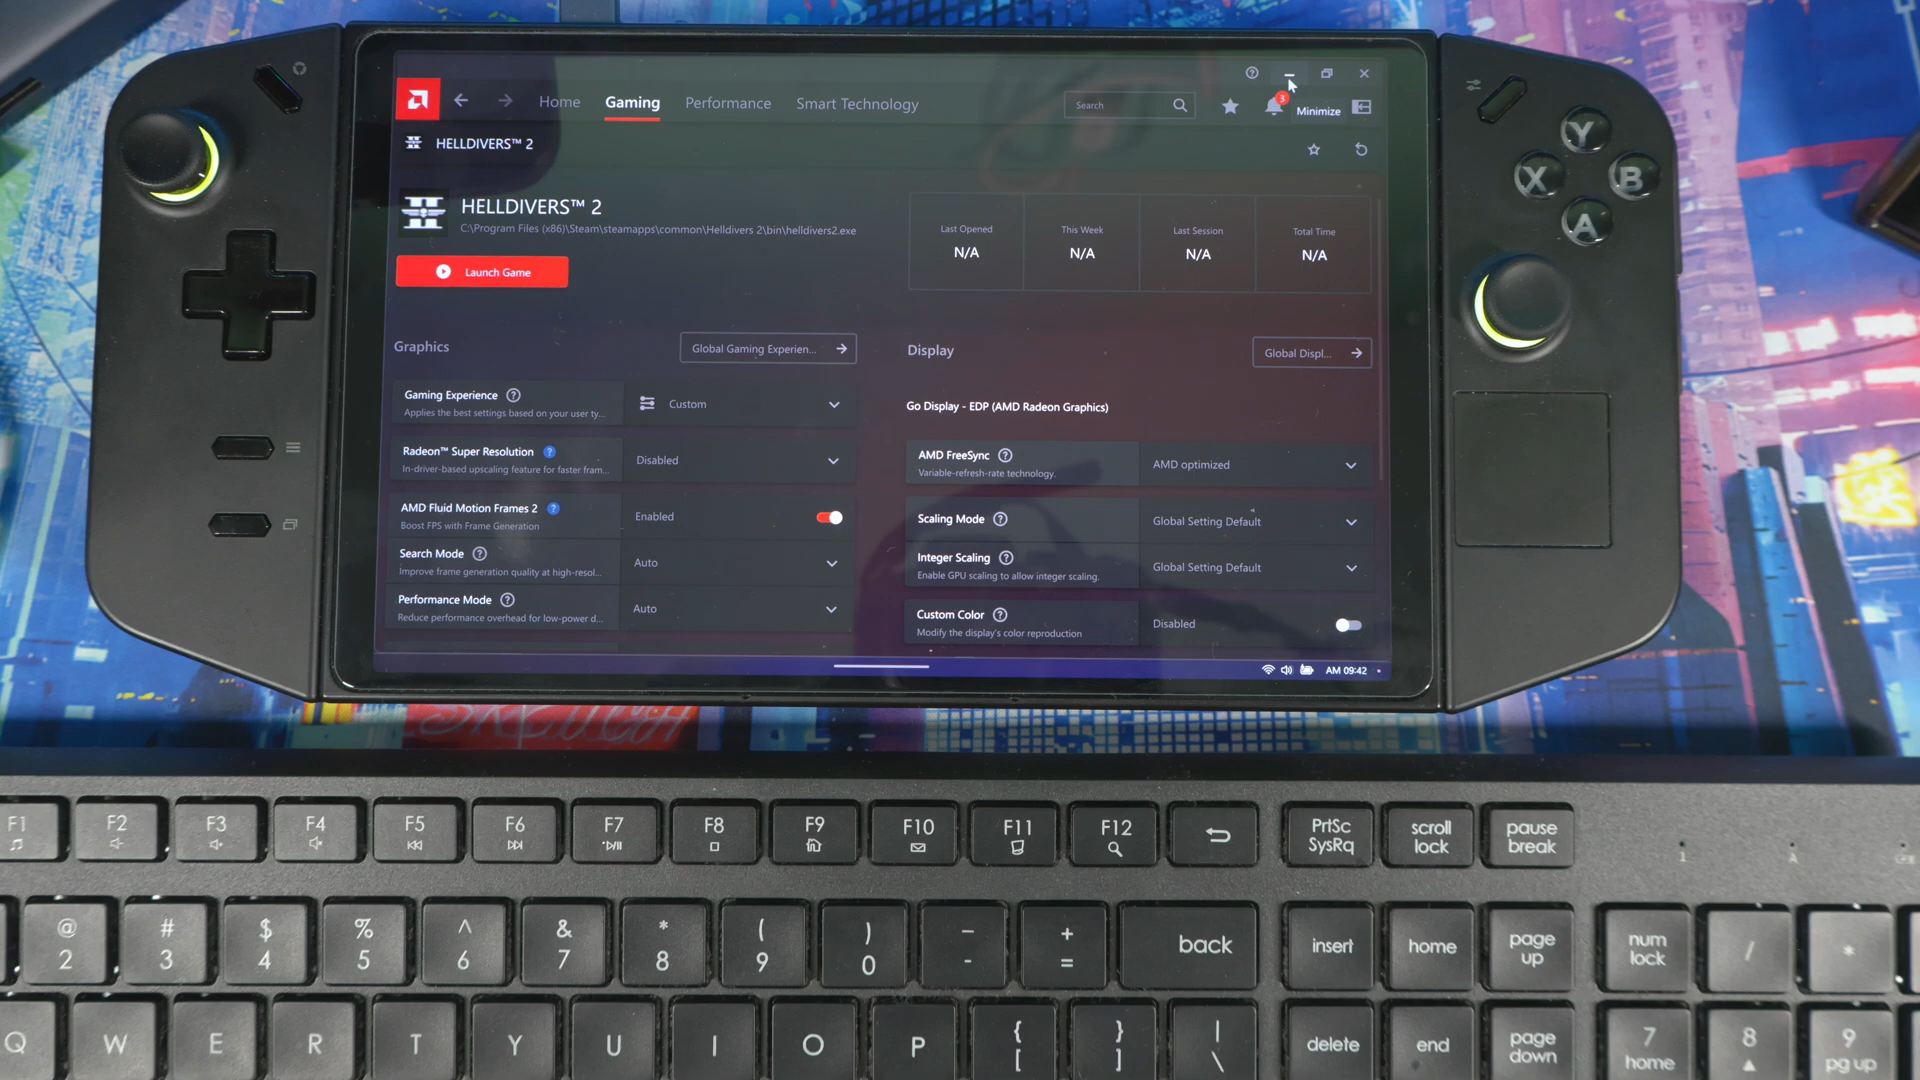 Minimize
Home Gaming Performance Smart Technology Search 3
HELLDIVERS™ 2
HELLDIVERS™ 2
C:\Program Files (x86)\Steam\steamapps\common\Helldivers 2\bin\helldivers2.exe
Launch Game
Last Opened This Week Last Session Total Time
N/A N/A N/A N/A
Graphics Global Gaming Experien...
Gaming Experience Custom
Applies the best settings based on your user ty...
Radeon™ Super Resolution Disabled
In-driver-based upscaling feature for faster fram...
AMD Fluid Motion Frames 2 Enabled
Boost FPS with Frame Generation
Search Mode Auto
Improve frame generation quality at high-resol...
Performance Mode Auto
Reduce performance overhead for low-power d...
Display Global Displ...
Go Display - EDP (AMD Radeon Graphics)
AMD FreeSync AMD optimized
Variable-refresh-rate technology.
Scaling Mode Global Setting Default
Integer Scaling Global Setting Default
Enable GPU scaling to allow integer scaling.
Custom Color Disabled
Modify the display's color reproduction
AM 09:42
Y
X B
A
F1 F2 F3 F4 F5 F6 F7 F8 F9 F10 F11 F12 PrtSc SysRq scroll lock pause break
1 A
@ # $ % ^ & * ( ) _ +
2 3 4 5 6 7 8 9 0 - = back insert home page up num lock / *
Q W E R T Y U I O P { [ } ] | \ delete end page down 7 home 8 9 pg up